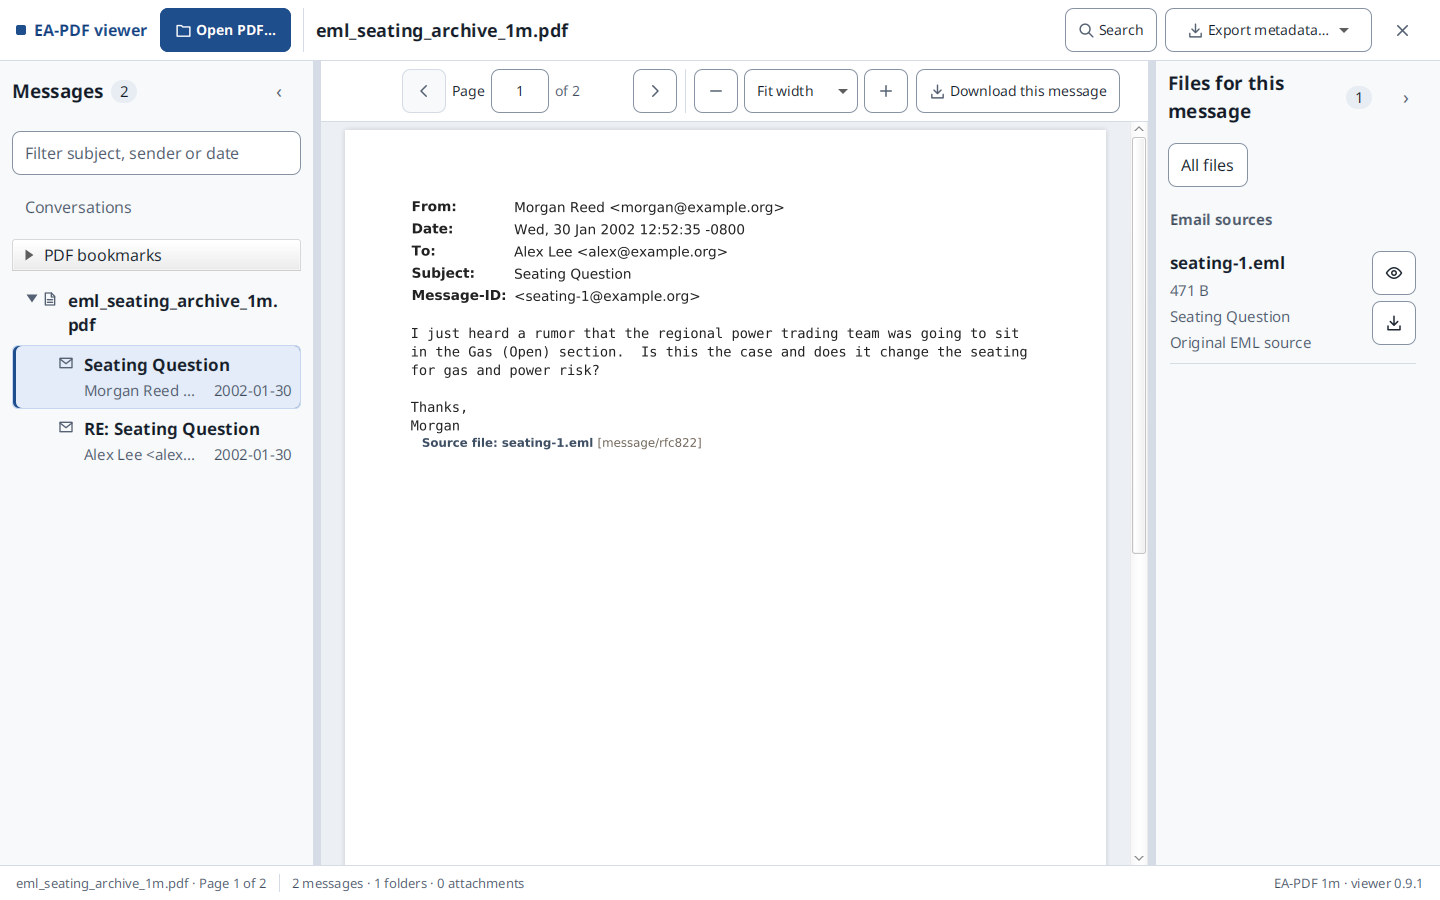 EA-PDF viewer
Open PDF...
eml_seating_archive_1m.pdf
Search
Export metadata...
Messages 2
Filter subject, sender or date
Conversations
PDF bookmarks
eml_seating_archive_1m.
pdf
Seating Question
Morgan Reed ... 2002-01-30
RE: Seating Question
Alex Lee <alex... 2002-01-30
Page 1 of 2
Fit width
Download this message
From: Morgan Reed <morgan@example.org>
Date: Wed, 30 Jan 2002 12:52:35 -0800
To: Alex Lee <alex@example.org>
Subject: Seating Question
Message-ID: <seating-1@example.org>
I just heard a rumor that the regional power trading team was going to sit
in the Gas (Open) section.  Is this the case and does it change the seating
for gas and power risk?
Thanks,
Morgan
Source file: seating-1.eml [message/rfc822]
Files for this
message
1
All files
Email sources
seating-1.eml
471 B
Seating Question
Original EML source
eml_seating_archive_1m.pdf · Page 1 of 2
2 messages · 1 folders · 0 attachments
EA-PDF 1m · viewer 0.9.1